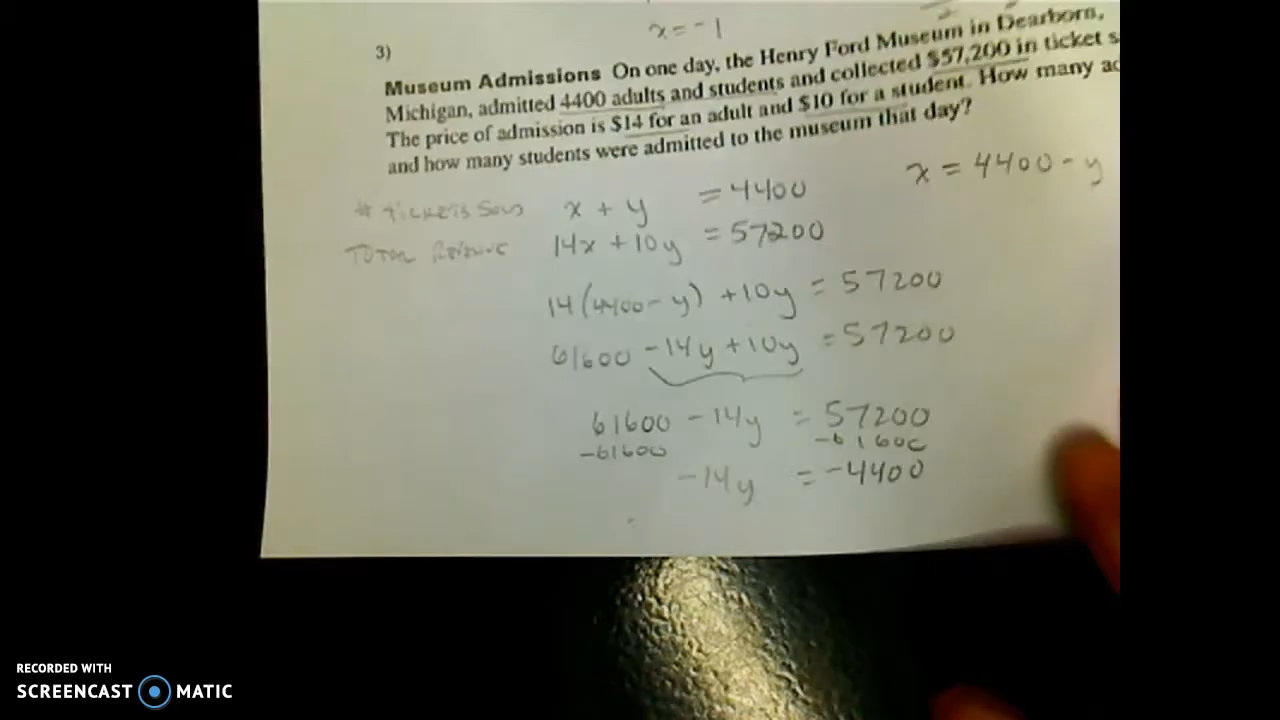 x = -1
3)
Museum Admissions On one day, the Henry Ford Museum in Dearborn,
Michigan, admitted 4400 adults and students and collected $57,200 in ticket s
The price of admission is $14 for an adult and $10 for a student. How many ad
and how many students were admitted to the museum that day?
x = 4400 - y
# TICKETS SOLD x + y = 4400
TOTAL REVENUE 14x + 10y = 57200
14(4400 - y) + 10y = 57200
61600 - 14y + 10y = 57200
61600 - 14y = 57200
-61600 -61600
-14y = -4400
RECORDED WITH
SCREENCAST MATIC